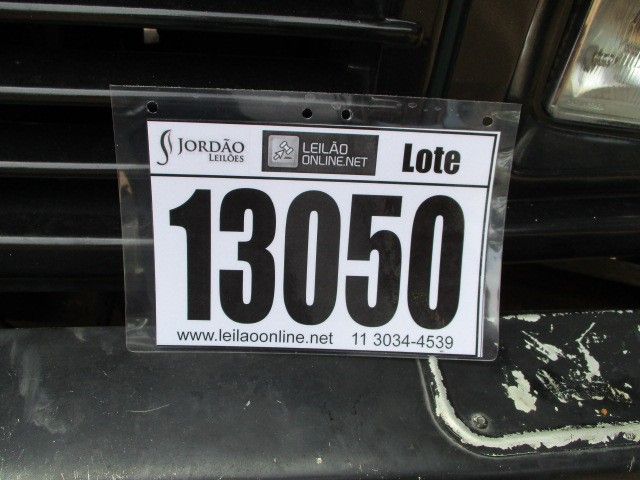 JORDÃO
LEILÕES
LEILÃO
ONLINE.NET
Lote
13050
www.leilaoonline.net 11 3034-4539